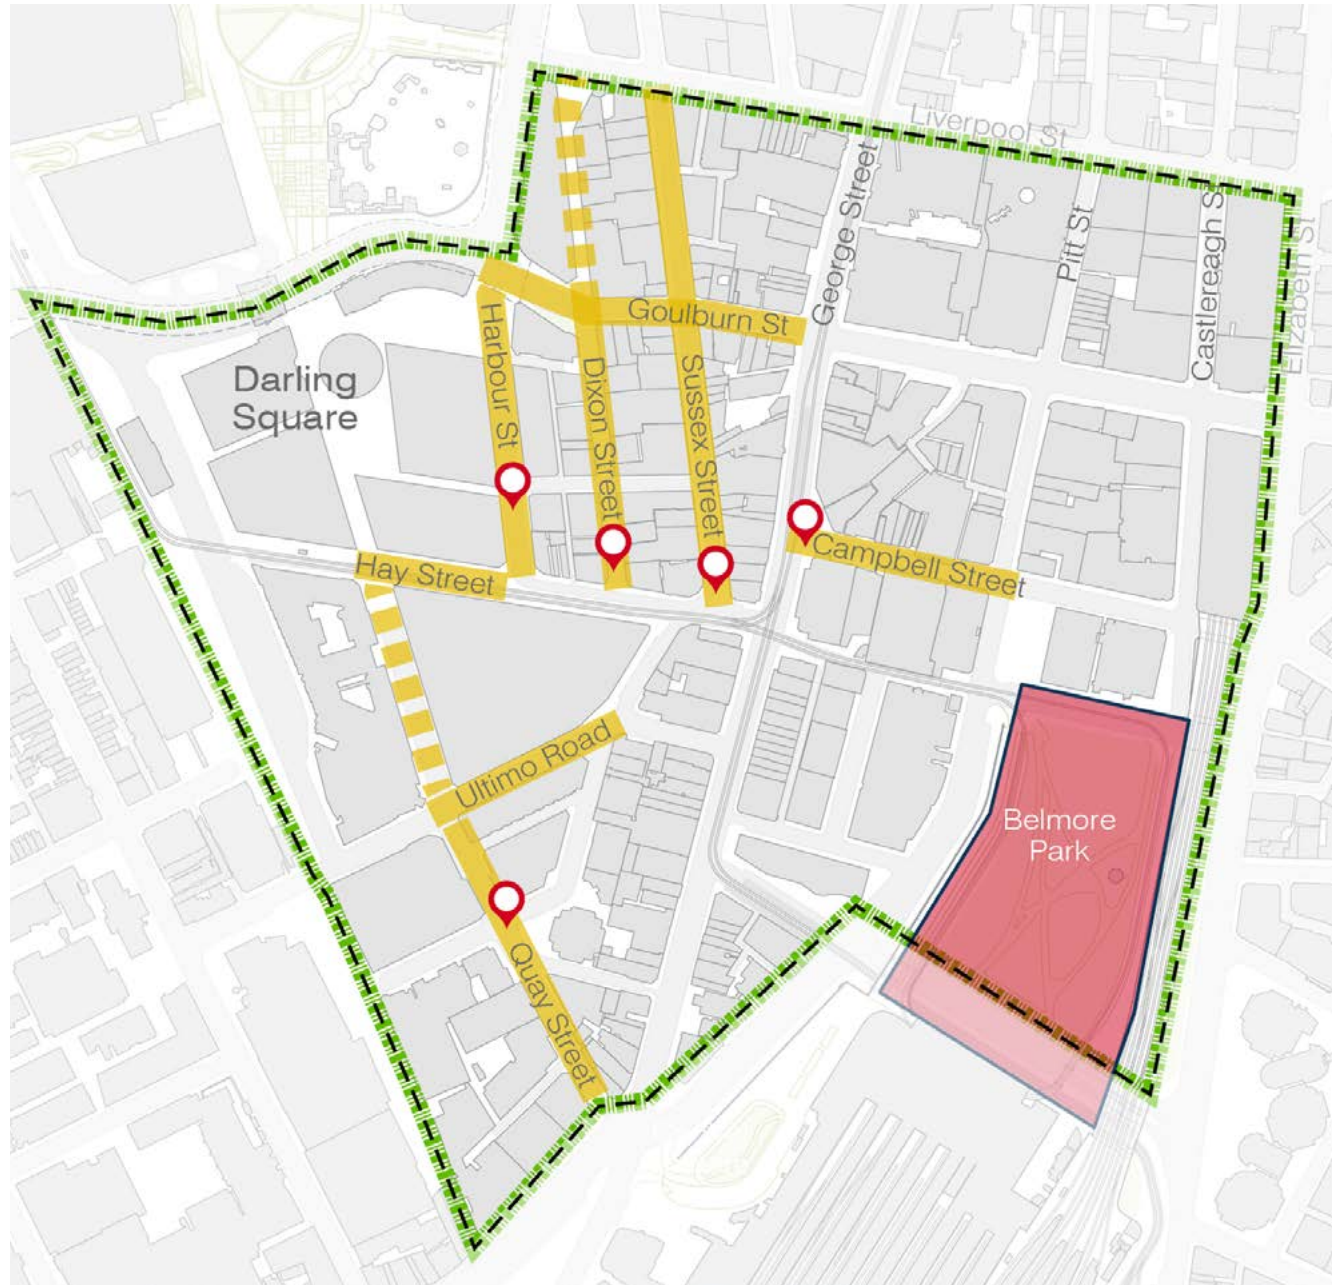 Liverpool St
George Street
Pitt St
Castlereagh S
Elizabeth St
Goulburn St
Harbour St
Dixon Street
Sussex Street
Darling
Square
Campbell Street
Hay Street
Ultimo Road
Belmore
Park
Quay Street